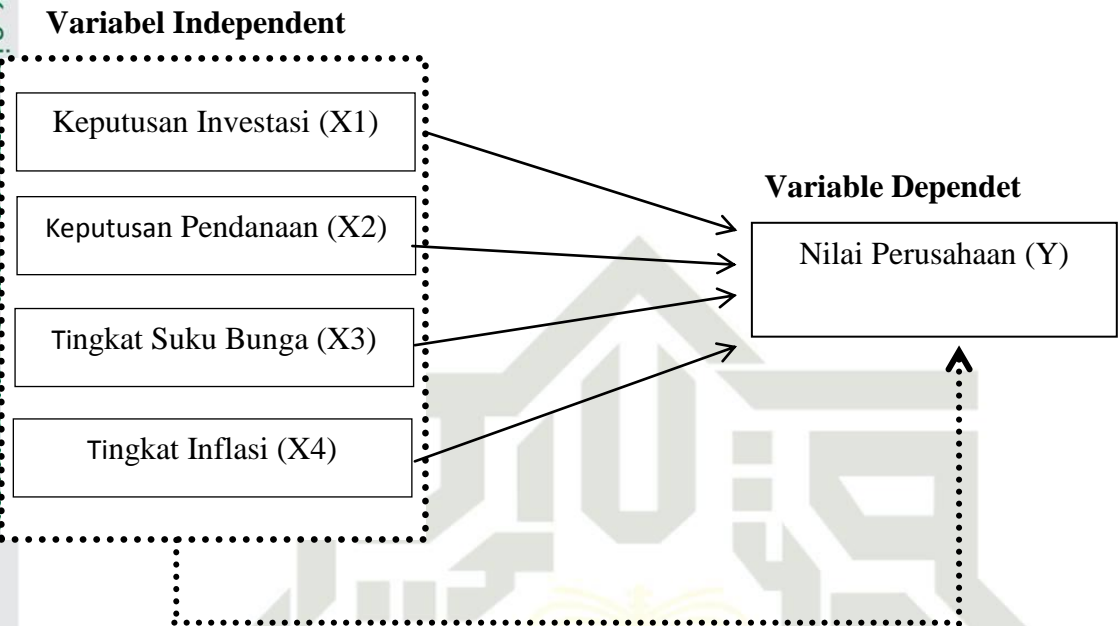 Variabel Independent
Keputusan Investasi (X1)
Keputusan Pendanaan (X2)
Tingkat Suku Bunga (X3)
Tingkat Inflasi (X4)
Variable Dependet
Nilai Perusahaan (Y)